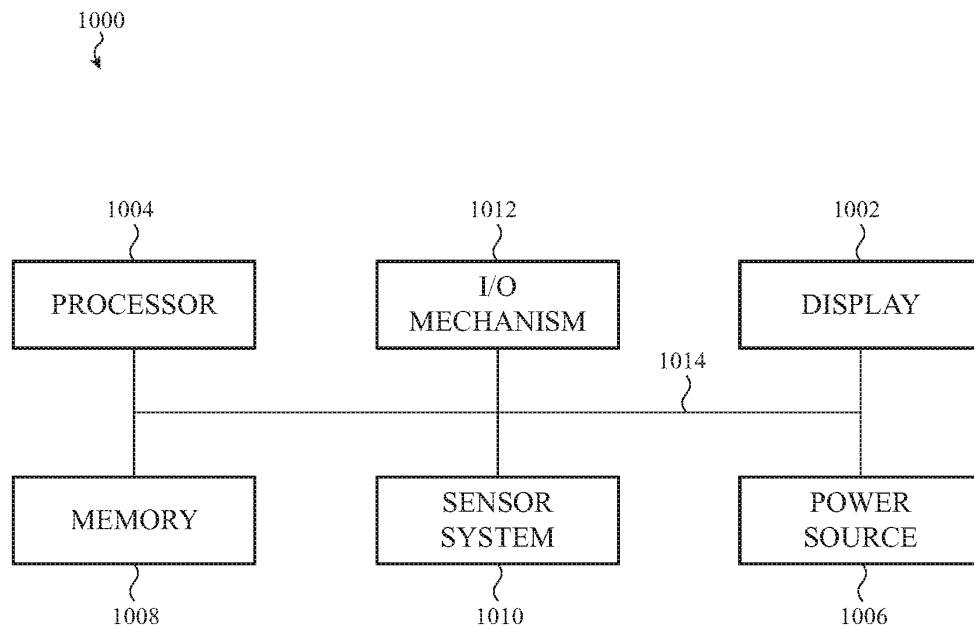 1000
1004
1012
1002
PROCESSOR
I/O
MECHANISM
DISPLAY
1014
MEMORY
SENSOR
SYSTEM
POWER
SOURCE
1008
1010
1006